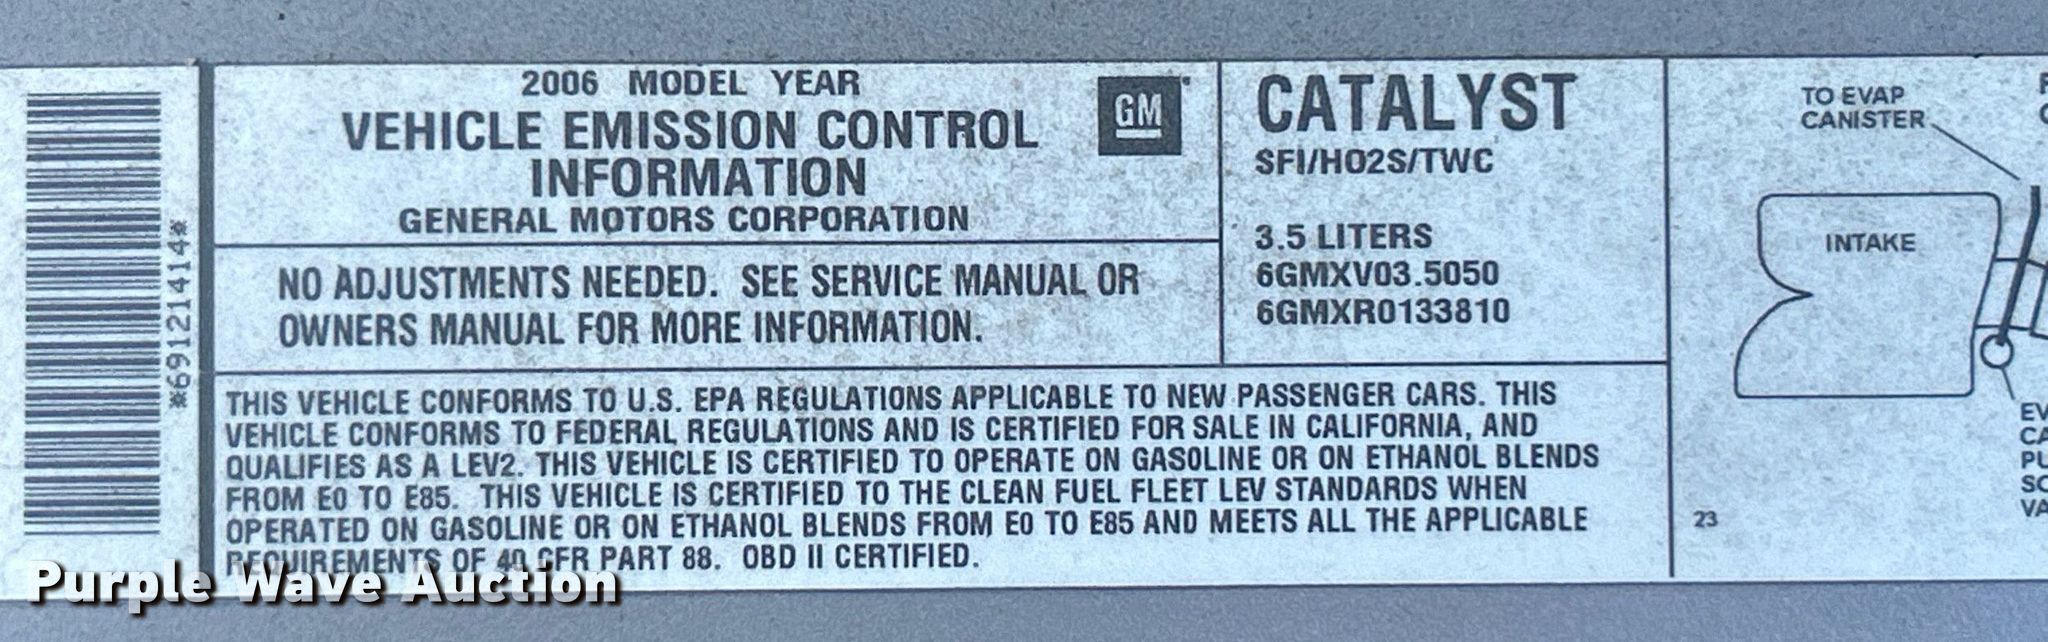 *69121414*
2006 MODEL YEAR
VEHICLE EMISSION CONTROL
INFORMATION
GENERAL MOTORS CORPORATION
GM
NO ADJUSTMENTS NEEDED. SEE SERVICE MANUAL OR
OWNERS MANUAL FOR MORE INFORMATION.
CATALYST
SFI/HO2S/TWC
3.5 LITERS
6GMXV03.5050
6GMXR0133810
THIS VEHICLE CONFORMS TO U.S. EPA REGULATIONS APPLICABLE TO NEW PASSENGER CARS. THIS
VEHICLE CONFORMS TO FEDERAL REGULATIONS AND IS CERTIFIED FOR SALE IN CALIFORNIA, AND
QUALIFIES AS A LEV2. THIS VEHICLE IS CERTIFIED TO OPERATE ON GASOLINE OR ON ETHANOL BLENDS
FROM E0 TO E85. THIS VEHICLE IS CERTIFIED TO THE CLEAN FUEL FLEET LEV STANDARDS WHEN
OPERATED ON GASOLINE OR ON ETHANOL BLENDS FROM E0 TO E85 AND MEETS ALL THE APPLICABLE
REQUIREMENTS OF 40 CFR PART 88. OBD II CERTIFIED.
TO EVAP
CANISTER
INTAKE
EV
CA
PU
SO
VA
23
Purple Wave Auction